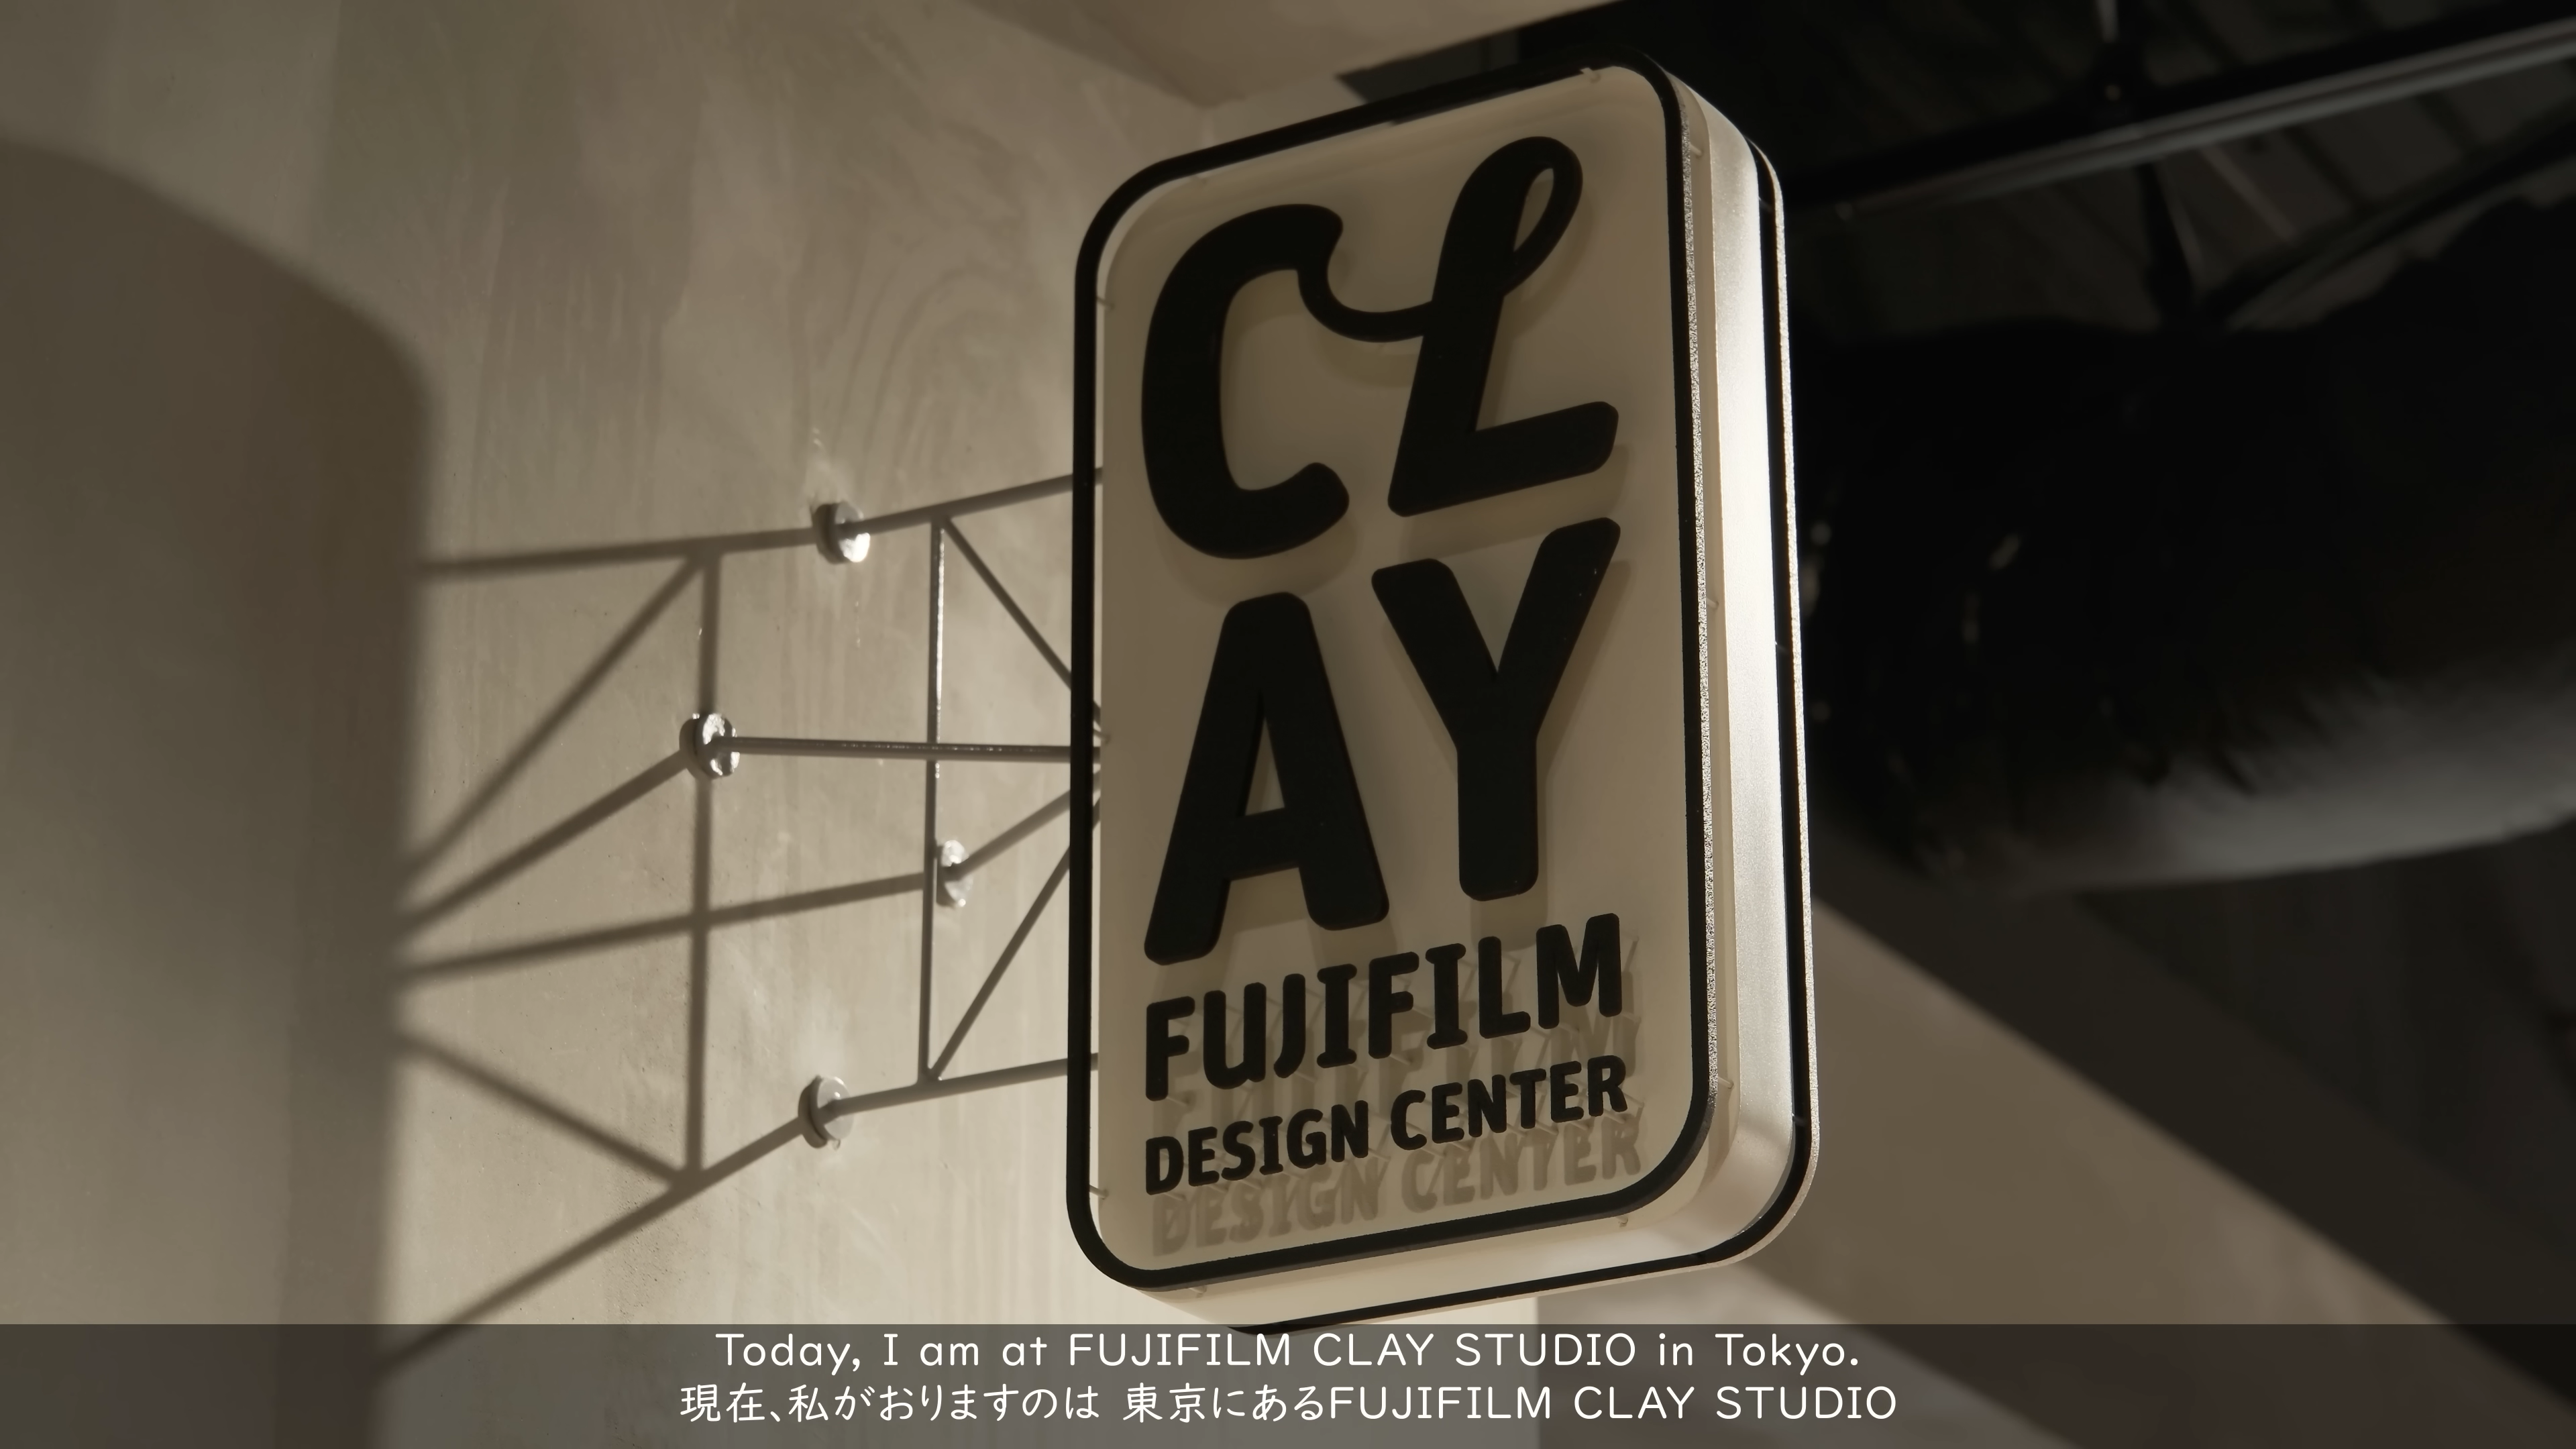 CL
AY
FUJIFILM
DESIGN CENTER
Today, I am at FUJIFILM CLAY STUDIO in Tokyo.
現在、私がおりますのは 東京にあるFUJIFILM CLAY STUDIO